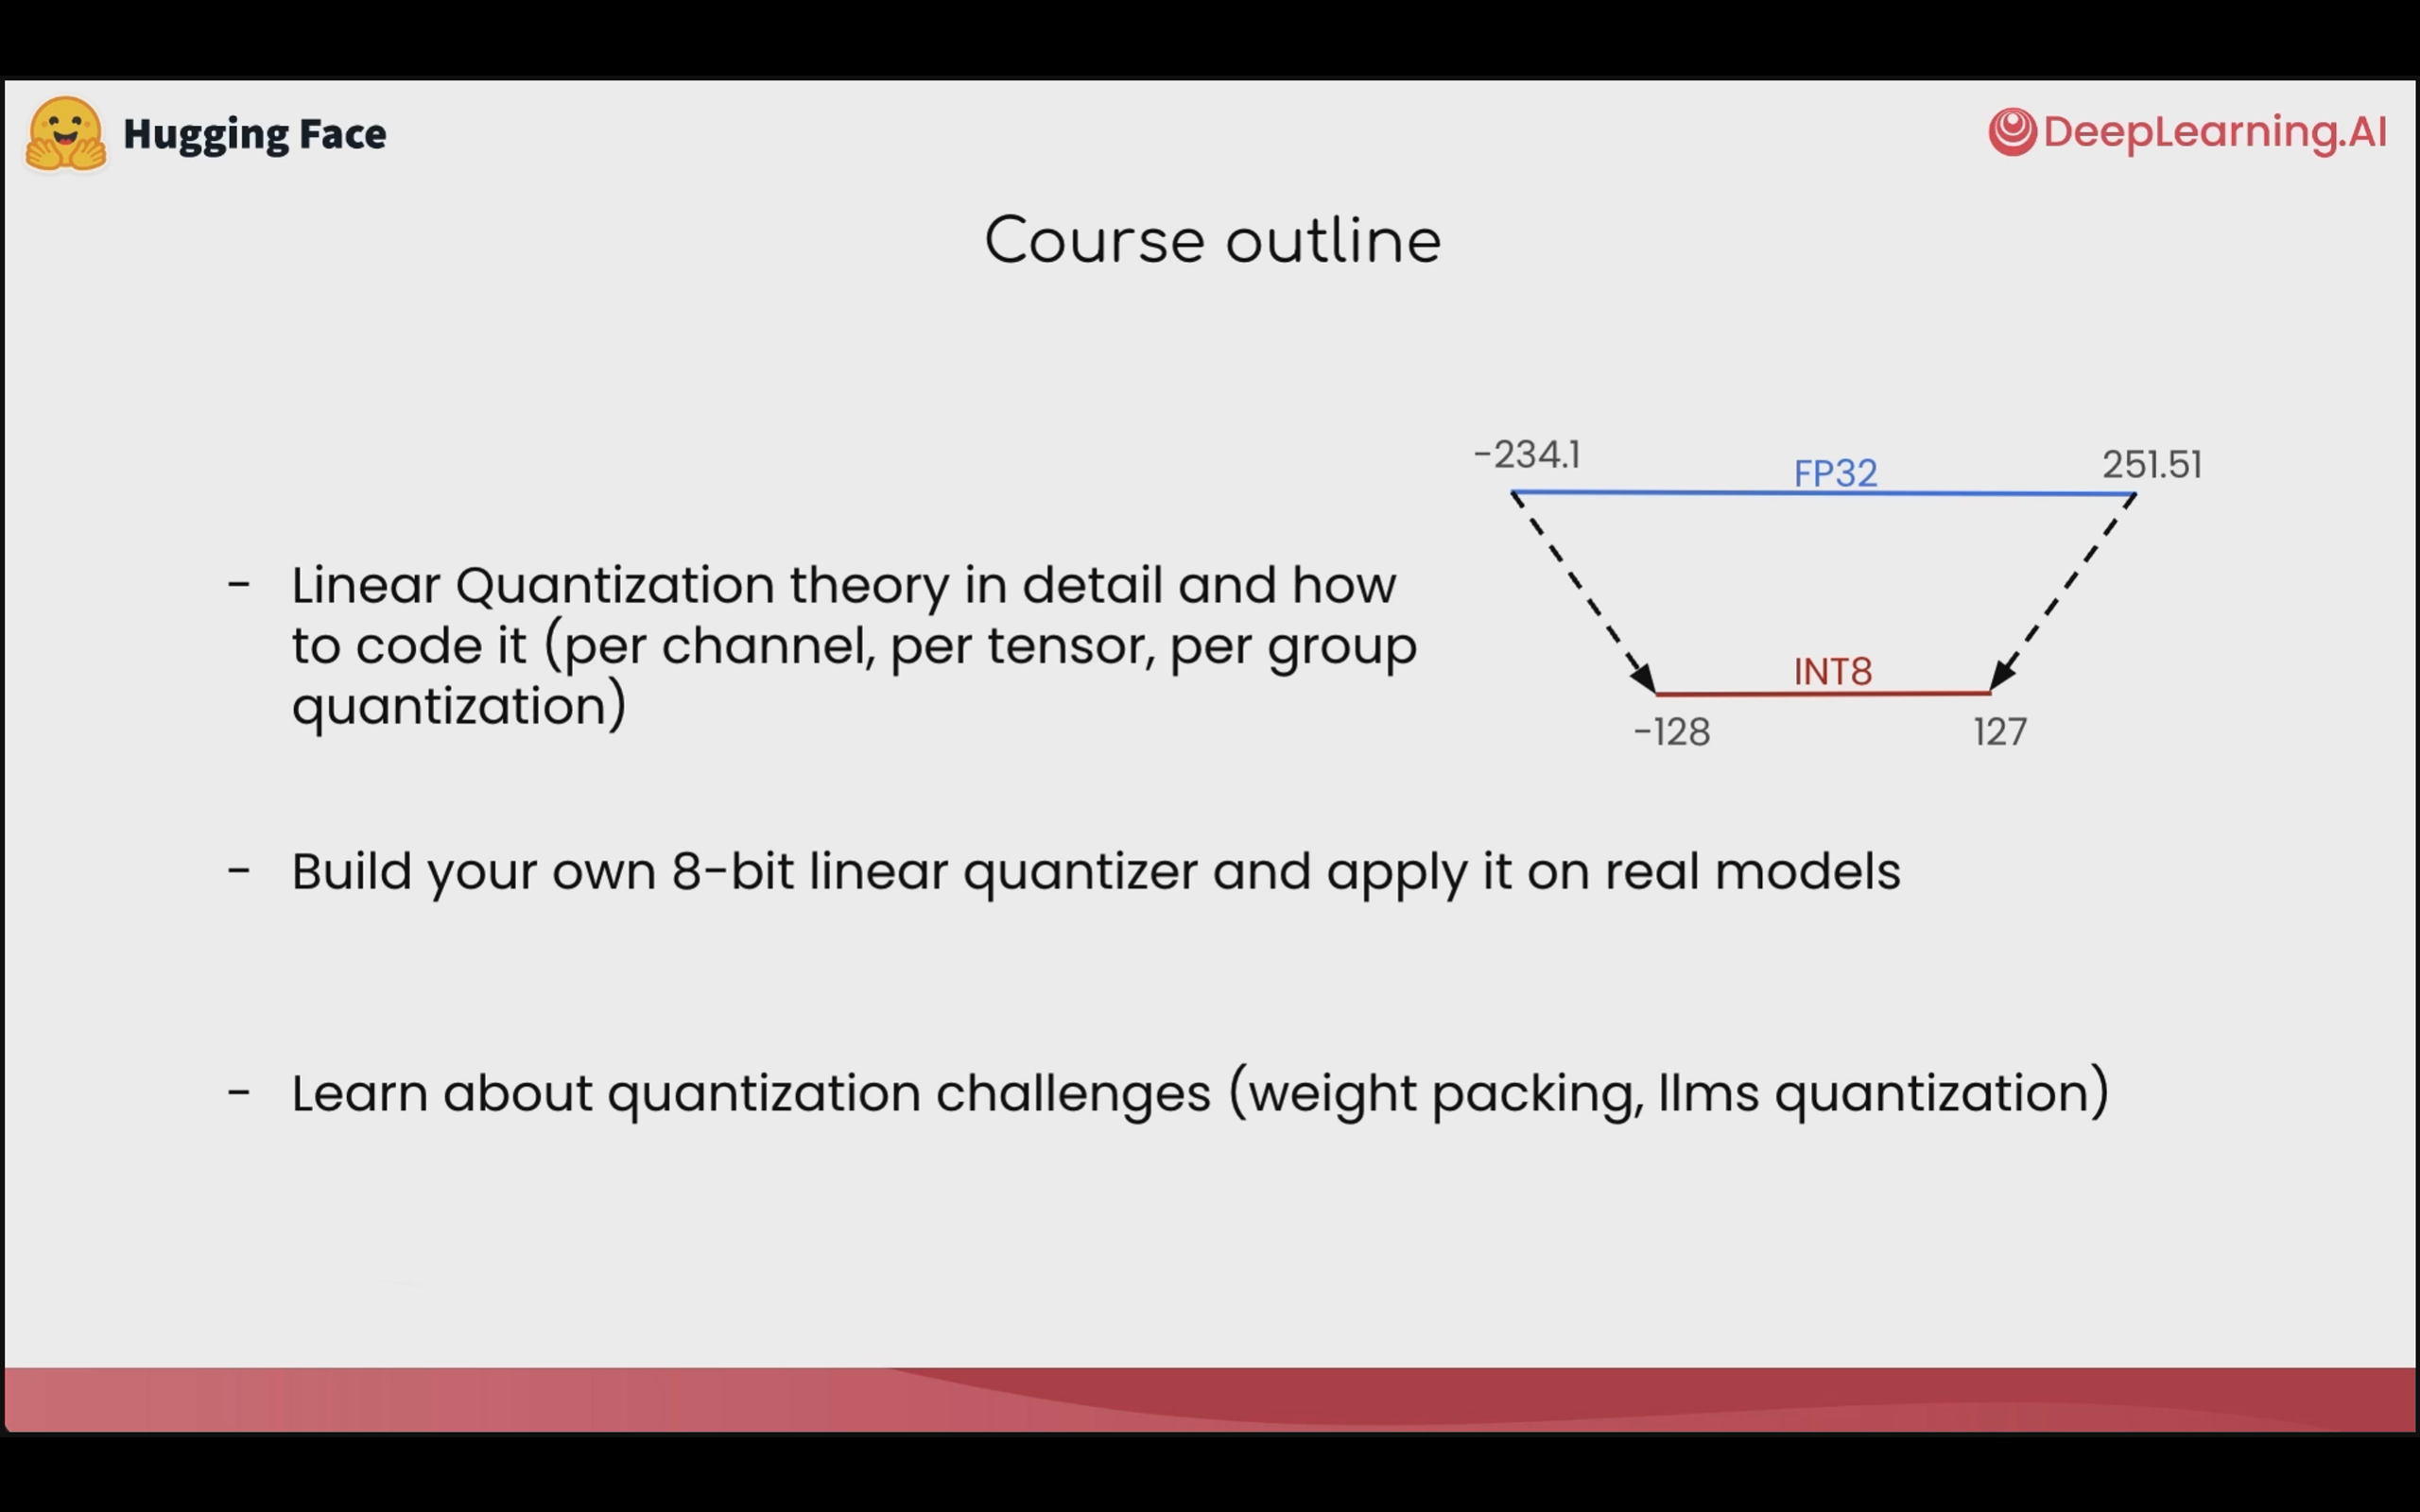 Hugging Face
DeepLearning.AI
Course outline
-234.1
FP32
251.51
- Linear Quantization theory in detail and how
to code it (per channel, per tensor, per group
quantization)
INT8
-128
127
- Build your own 8-bit linear quantizer and apply it on real models
- Learn about quantization challenges (weight packing, llms quantization)